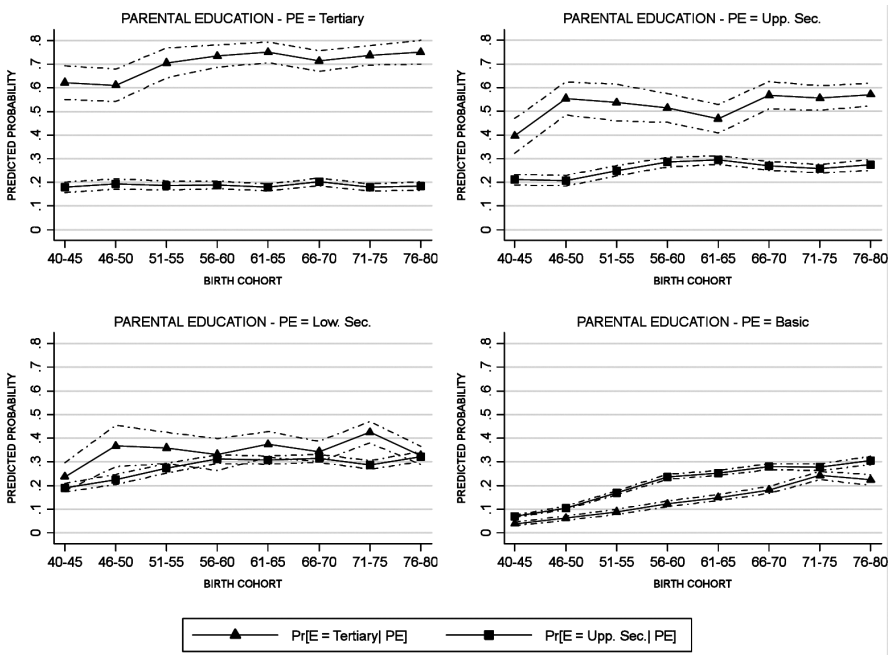 PARENTAL EDUCATION - PE = Tertiary
PREDICTED PROBABILITY
.8
.7
.6
.5
.4
.3
.2
.1
0
40-45 46-50 51-55 56-60 61-65 66-70 71-75 76-80
BIRTH COHORT
PARENTAL EDUCATION - PE = Upp. Sec.
PREDICTED PROBABILITY
.8
.7
.6
.5
.4
.3
.2
.1
0
40-45 46-50 51-55 56-60 61-65 66-70 71-75 76-80
BIRTH COHORT
PARENTAL EDUCATION - PE = Low. Sec.
PREDICTED PROBABILITY
.8
.7
.6
.5
.4
.3
.2
.1
0
40-45 46-50 51-55 56-60 61-65 66-70 71-75 76-80
BIRTH COHORT
PARENTAL EDUCATION - PE = Basic
PREDICTED PROBABILITY
.8
.7
.6
.5
.4
.3
.2
.1
0
40-45 46-50 51-55 56-60 61-65 66-70 71-75 76-80
BIRTH COHORT
Pr[E = Tertiary| PE] Pr[E = Upp. Sec.| PE]